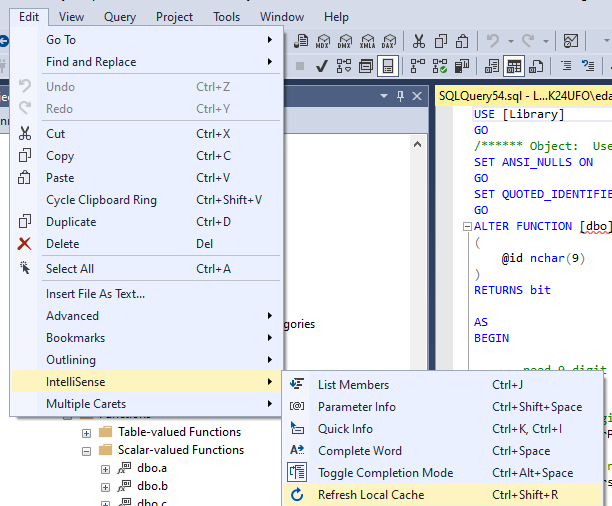 Edit View Query Project Tools Window Help
MDX DMX XMLA DAX
Go To
Find and Replace
Undo Ctrl+Z
Redo Ctrl+Y
Cut Ctrl+X
Copy Ctrl+C
Paste Ctrl+V
Cycle Clipboard Ring Ctrl+Shift+V
Duplicate Ctrl+D
Delete Del
Select All Ctrl+A
Insert File As Text...
Advanced
Bookmarks
Outlining
IntelliSense
Multiple Carets
List Members Ctrl+J
Parameter Info Ctrl+Shift+Space
Quick Info Ctrl+K, Ctrl+I
Complete Word Ctrl+Space
Toggle Completion Mode Ctrl+Alt+Space
Refresh Local Cache Ctrl+Shift+R
gories
Table-valued Functions
Scalar-valued Functions
dbo.a
dbo.b
dbo.c
SQLQuery54.sql - L...K24UFO\eda
USE [Library]
GO
/****** Object: Use
SET ANSI_NULLS ON
GO
SET QUOTED_IDENTIFIE
GO
ALTER FUNCTION [dbo]
(
@id nchar(9)
)
RETURNS bit
AS
BEGIN
need 9 digit